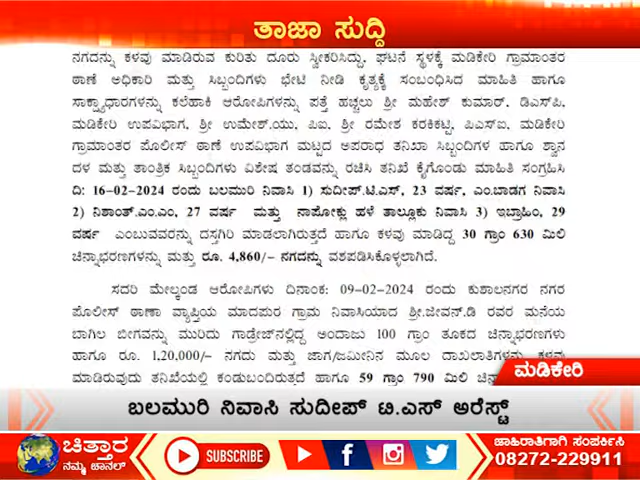 ತಾಜಾ ಸುದ್ದಿ
ನಗದನ್ನು ಕಳವು ಮಾಡಿರುವ ಕುರಿತು ದೂರು ಸ್ವೀಕರಿಸಿದ್ದು, ಘಟನೆ ಸ್ಥಳಕ್ಕೆ ಮಡಿಕೇರಿ ಗ್ರಾಮಾಂತರ
ಠಾಣೆ ಅಧಿಕಾರಿ ಮತ್ತು ಸಿಬ್ಬಂದಿಗಳು ಭೇಟಿ ನೀಡಿ ಕೃತ್ಯಕ್ಕೆ ಸಂಬಂಧಿಸಿದ ಮಾಹಿತಿ ಹಾಗೂ
ಸಾಕ್ಷ್ಯಾಧಾರಗಳನ್ನು ಕಲೆಹಾಕಿ ಆರೋಪಿಗಳನ್ನು ಪತ್ತೆ ಹಚ್ಚಲು ಶ್ರೀ ಮಹೇಶ್ ಕುಮಾರ್, ಡಿಎಸ್‌ಪಿ,
ಮಡಿಕೇರಿ ಉಪವಿಭಾಗ, ಶ್ರೀ ಉಮೇಶ್.ಯು, ಪಿಐ, ಶ್ರೀ ರಮೇಶ ಕರಕಿಕಟ್ಟಿ, ಪಿಎಸ್‌ಐ, ಮಡಿಕೇರಿ
ಗ್ರಾಮಾಂತರ ಪೊಲೀಸ್ ಠಾಣೆ ಉಪವಿಭಾಗ ಮಟ್ಟದ ಅಪರಾಧ ತನಿಖಾ ಸಿಬ್ಬಂದಿಗಳ ಹಾಗೂ ಶ್ವಾನ
ದಳ ಮತ್ತು ತಾಂತ್ರಿಕ ಸಿಬ್ಬಂದಿಗಳು ವಿಶೇಷ ತಂಡವನ್ನು ರಚಿಸಿ ತನಿಖೆ ಕೈಗೊಂಡು ಮಾಹಿತಿ ಸಂಗ್ರಹಿಸಿ
ದಿ: 16-02-2024 ರಂದು ಬಲಮುರಿ ನಿವಾಸಿ 1) ಸುದೀಪ್.ಟಿ.ಎಸ್, 23 ವರ್ಷ, ಎಂ.ಬಾಡಗ ನಿವಾಸಿ
2) ನಿಶಾಂತ್.ಎಂ.ಎಂ, 27 ವರ್ಷ ಮತ್ತು ನಾಪೋಕ್ಲು ಹಳೆ ತಾಲ್ಲೂಕು ನಿವಾಸಿ 3) ಇಬ್ರಾಹಿಂ, 29
ವರ್ಷ ಎಂಬುವವರನ್ನು ದಸ್ತಗಿರಿ ಮಾಡಲಾಗಿರುತ್ತದೆ ಹಾಗೂ ಕಳವು ಮಾಡಿದ್ದ 30 ಗ್ರಾಂ 630 ಮಿಲಿ
ಚಿನ್ನಾಭರಣಗಳನ್ನು ಮತ್ತು ರೂ. 4,860/- ನಗದನ್ನು ವಶಪಡಿಸಿಕೊಳ್ಳಲಾಗಿದೆ.
ಸದರಿ ಮೇಲ್ಕಂಡ ಆರೋಪಿಗಳು ದಿನಾಂಕ: 09-02-2024 ರಂದು ಕುಶಾಲನಗರ ನಗರ
ಪೊಲೀಸ್ ಠಾಣಾ ವ್ಯಾಪ್ತಿಯ ಮಾದಪುರ ಗ್ರಾಮ ನಿವಾಸಿಯಾದ ಶ್ರೀ.ಜೀವನ್.ಡಿ ರವರ ಮನೆಯ
ಬಾಗಿಲ ಬೀಗವನ್ನು ಮುರಿದು ಗಾಡ್ರೇಜ್‌ನಲ್ಲಿದ್ದ ಅಂದಾಜು 100 ಗ್ರಾಂ ತೂಕದ ಚಿನ್ನಾಭರಣಗಳು
ಹಾಗೂ ರೂ. 1,20,000/- ನಗದು ಮತ್ತು ಜಾಗ/ಜಮೀನಿನ ಮೂಲ ದಾಖಲಾತಿಗಳನ್ನು ಕಳವು
ಮಾಡಿರುವುದು ತನಿಖೆಯಲ್ಲಿ ಕಂಡುಬಂದಿರುತ್ತದೆ ಹಾಗೂ 59 ಗ್ರಾಂ 790 ಮಿಲಿ
ಮಡಿಕೇರಿ
ಬಲಮುರಿ ನಿವಾಸಿ ಸುದೀಪ್ ಟಿ.ಎಸ್ ಅರೆಸ್ಟ್
ಚಿತ್ತಾರ
ನಮ್ಮ ಚಾನಲ್
SUBSCRIBE
ಜಾಹಿರಾತಿಗಾಗಿ ಸಂಪರ್ಕಿಸಿ
08272-229911